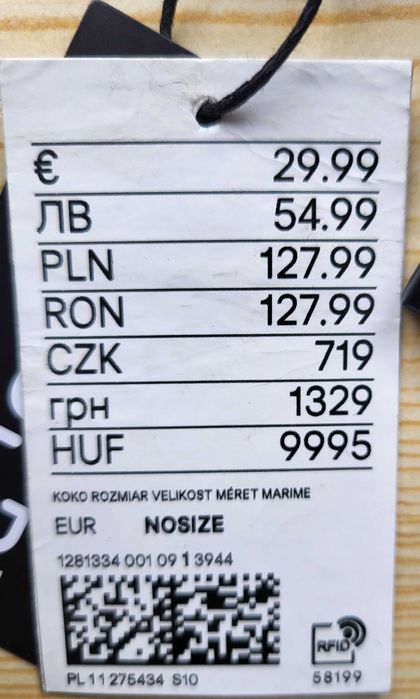 € 29.99
ЛВ 54.99
PLN 127.99
RON 127.99
CZK 719
грн 1329
HUF 9995
KOKO ROZMIAR VELIKOST MÉRET MARIME
EUR NOSIZE
1281334 001 09 1 3944
RFID
PL 11 275434 S10
58199